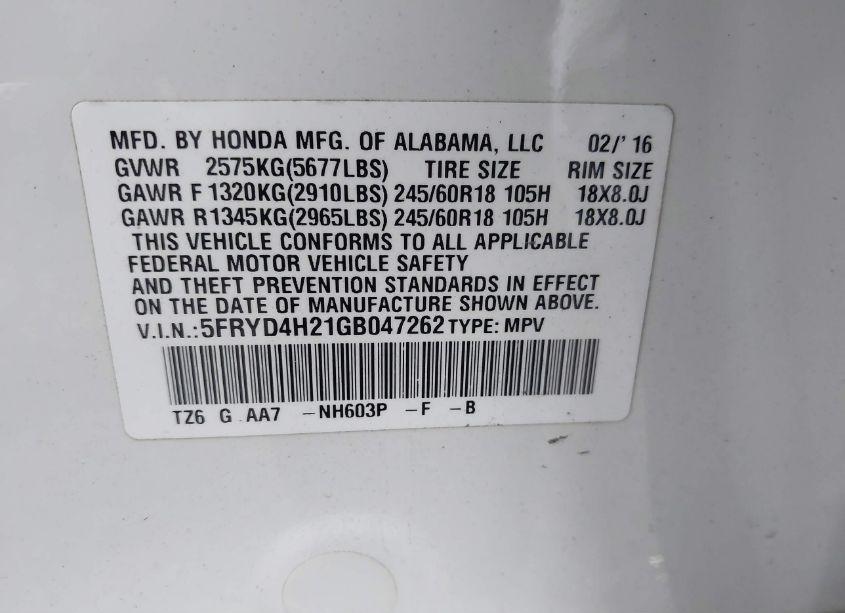 MFD. BY HONDA MFG. OF ALABAMA, LLC 02/' 16
GVWR 2575KG(5677LBS) TIRE SIZE RIM SIZE
GAWR F 1320KG(2910LBS) 245/60R18 105H 18X8.0J
GAWR R 1345KG(2965LBS) 245/60R18 105H 18X8.0J
THIS VEHICLE CONFORMS TO ALL APPLICABLE
FEDERAL MOTOR VEHICLE SAFETY
AND THEFT PREVENTION STANDARDS IN EFFECT
ON THE DATE OF MANUFACTURE SHOWN ABOVE.
V.I.N.: 5FRYD4H21GB047262 TYPE: MPV
TZ6 G AA7 -NH603P -F -B